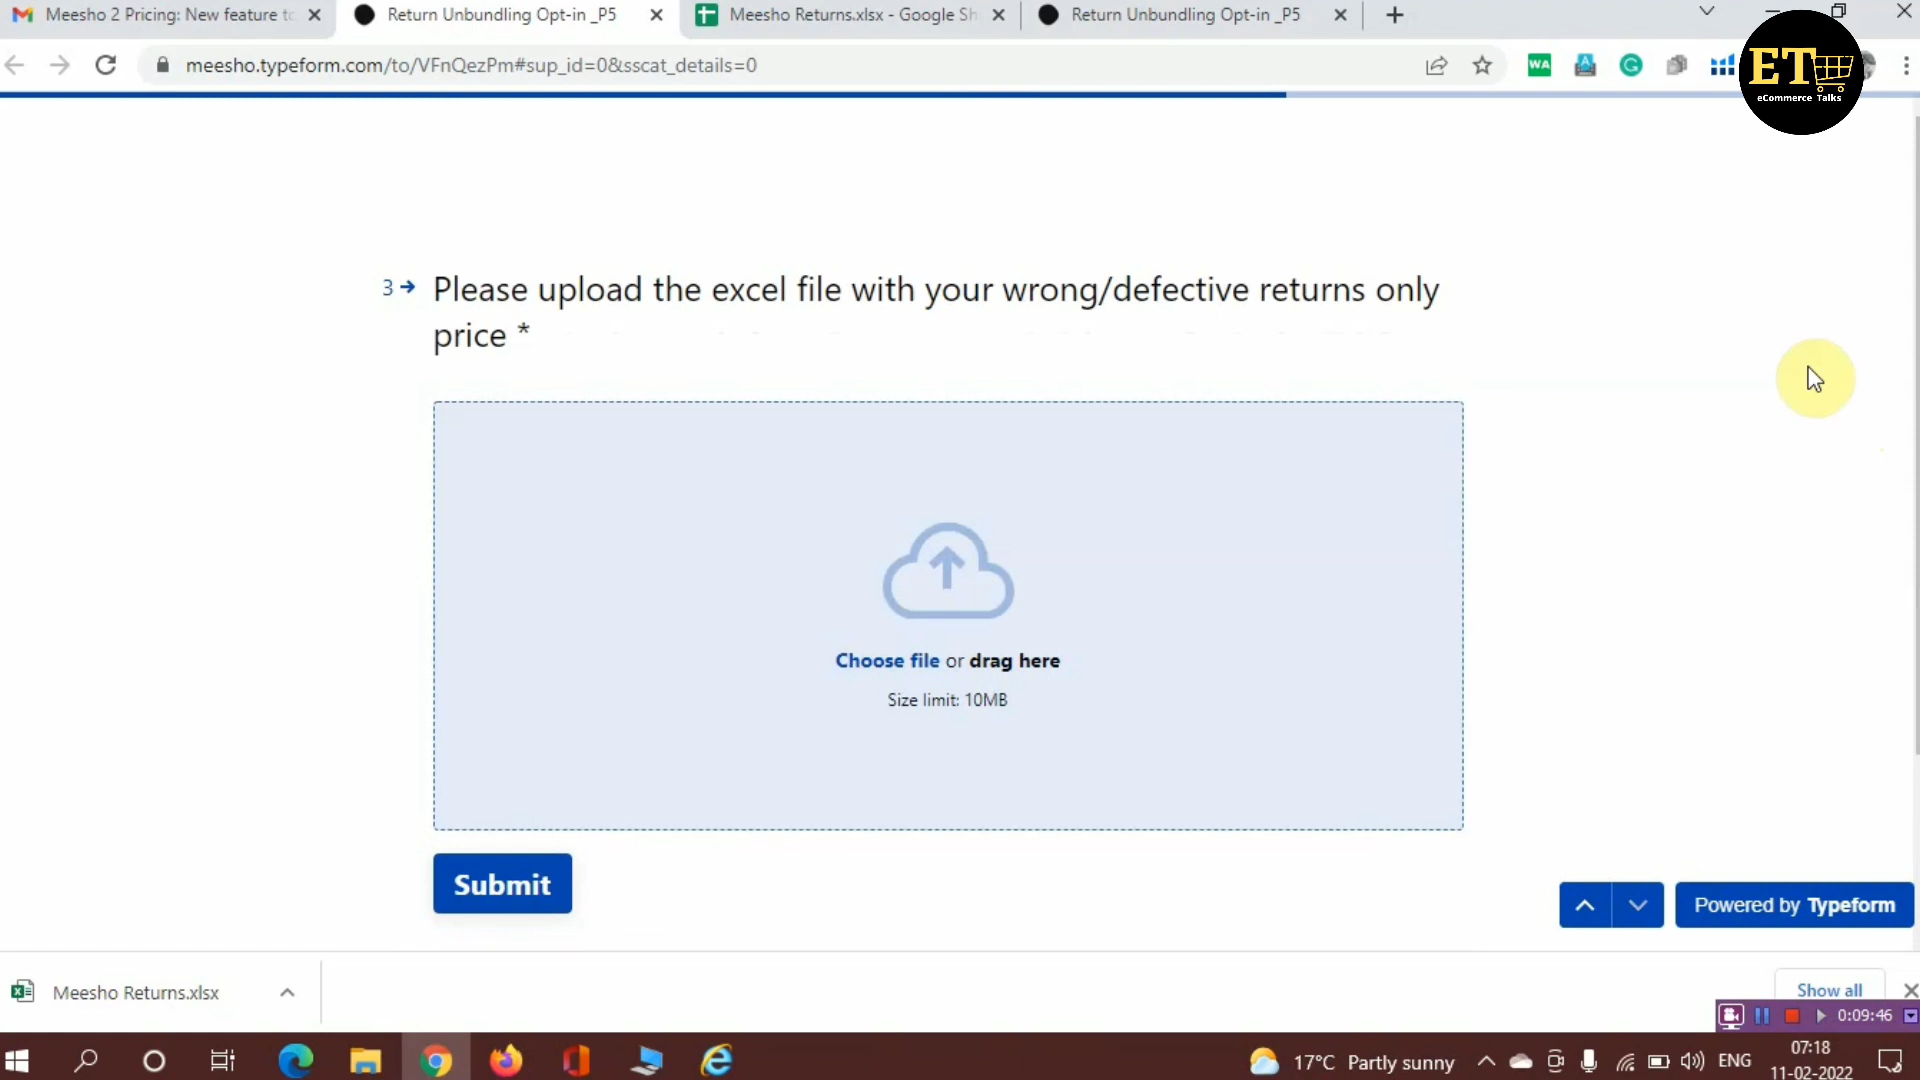 Meesho 2 Pricing: New feature to
Return Unbundling Opt-in _P5
Meesho Returns.xlsx - Google Sh
Return Unbundling Opt-in _P5
meesho.typeform.com/to/VFnQezPm#sup_id=0&sscat_details=0
WA
ET
eCommerce Talks
3 Please upload the excel file with your wrong/defective returns only
price *
Choose file or drag here
Size limit: 10MB
Submit
Powered by Typeform
Meesho Returns.xlsx
Show all
0:09:46
17°C Partly sunny
ENG
07:18
11-02-2022